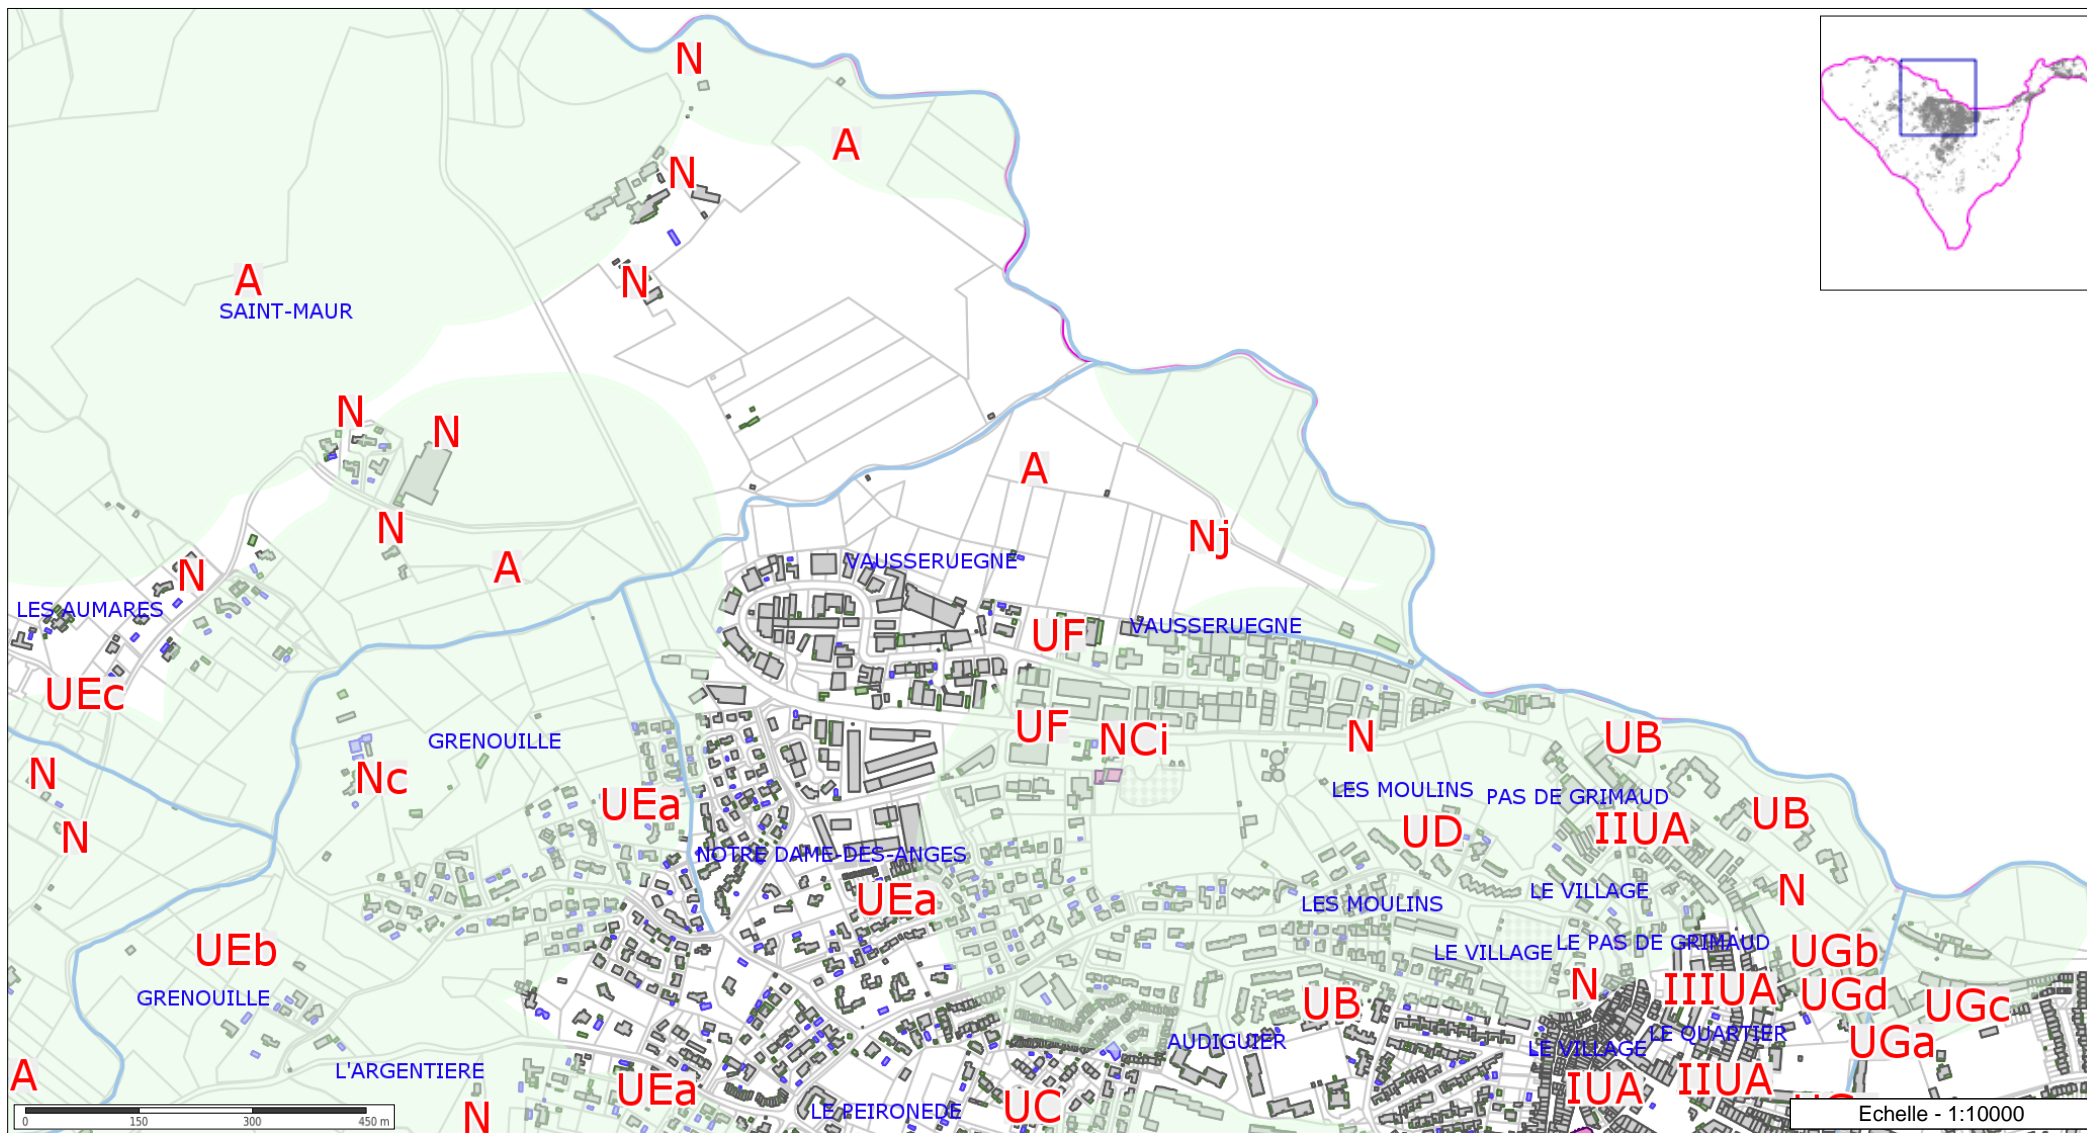 N
A
N
A
SAINT-MAUR
N
N
N
A
N
A
Nj
VAUSSERUEGNE
N
LES AUMARES
VAUSSERUEGNE
UF
UEc
UF
NCi
N
UB
GRENOUILLE
N
Nc
UEa
LES MOULINS
PAS DE GRIMAUD
UB
UD
IIUA
N
NOTRE DAME-DES-ANGES
UEa
LES MOULINS
LE VILLAGE
N
UEb
LE VILLAGE
LE PAS DE GRIMAUD
UGb
GRENOUILLE
N
IIIUA
UGd
UGc
UB
AUDIGUIER
LE VILLAGE
LE QUARTIER
UGa
A
L'ARGENTIERE
UEa
IUA
IIUA
N
LE PEIRONEDE
UC
0 150 300 450 m
Echelle - 1:10000